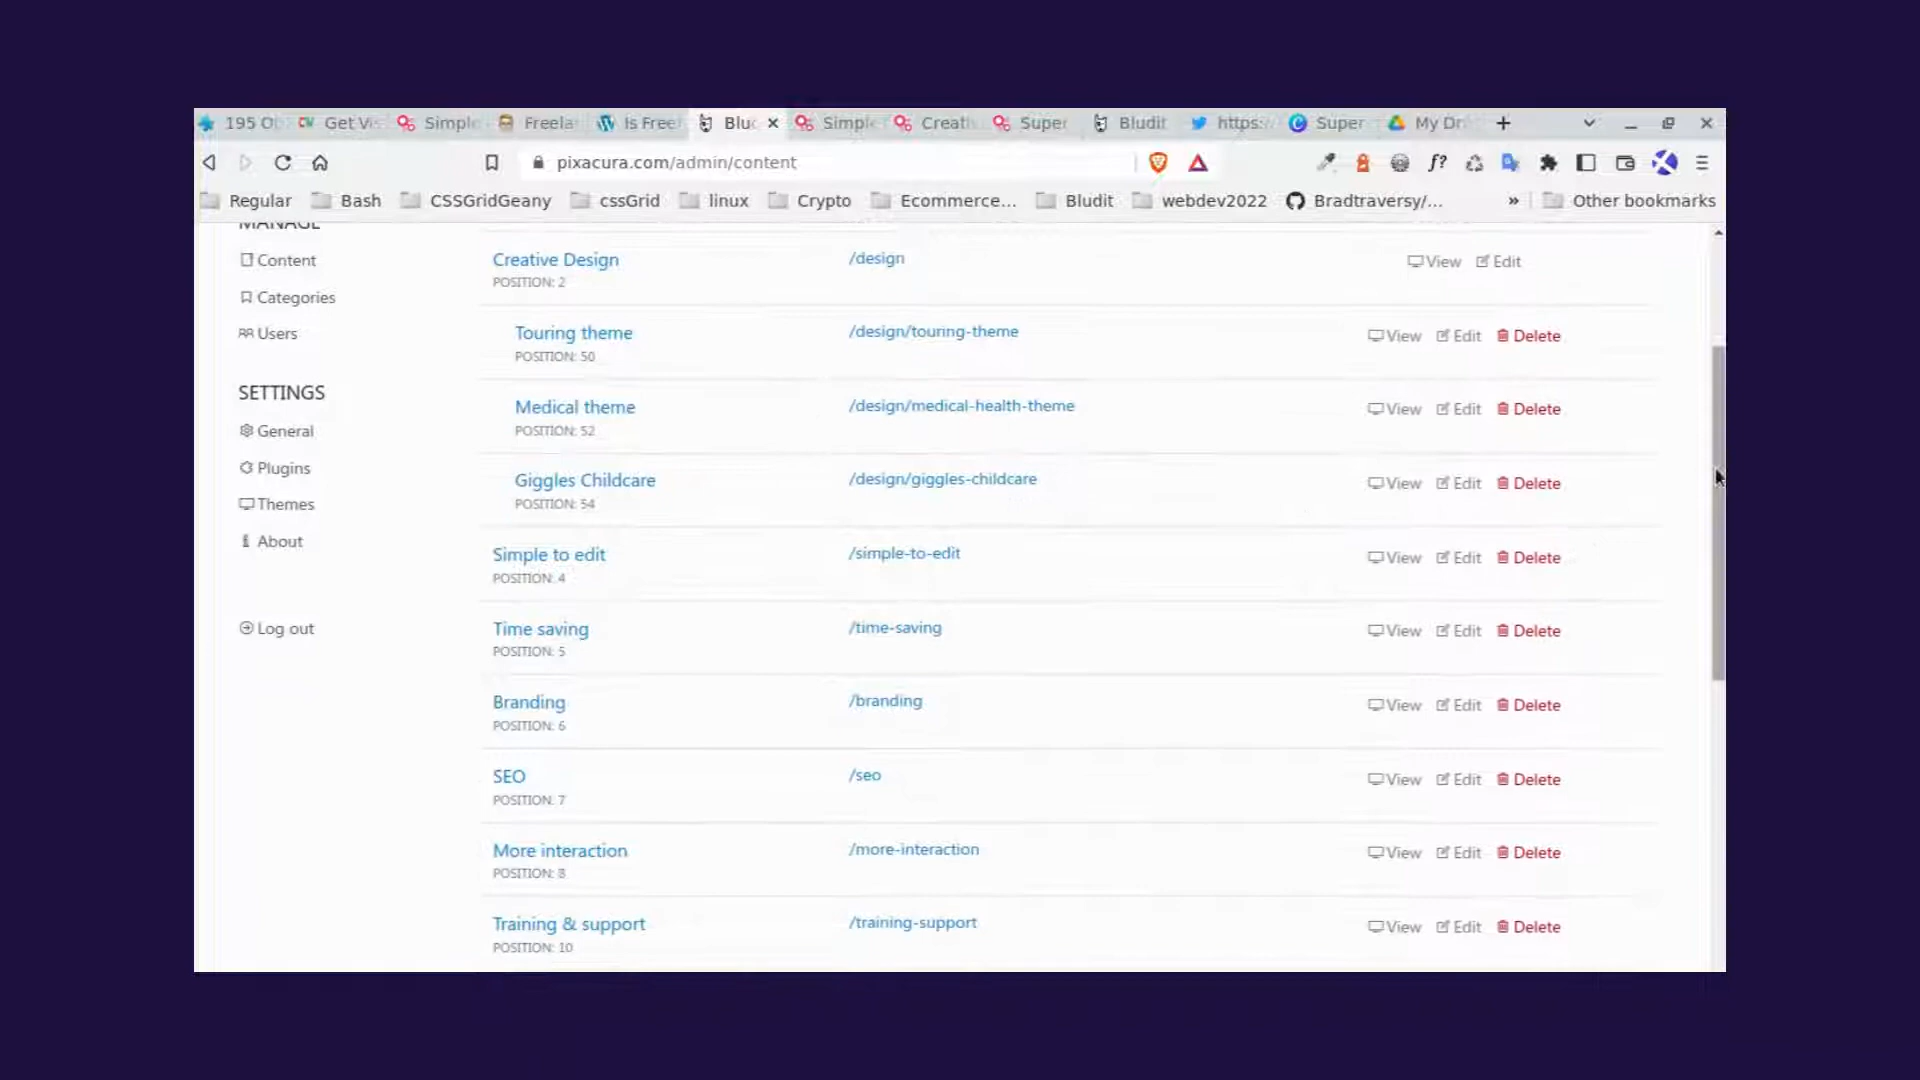 195 Ob Get Vis Simple Freela Is Free Blud Simple Creati Super Bludit https: Super My Dr
pixacura.com/admin/content
Regular Bash CSSGridGeany cssGrid linux Crypto Ecommerce... Bludit webdev2022 Bradtraversy/... » Other bookmarks
MANAGE
Content
Categories
Users
SETTINGS
General
Plugins
Themes
About
Log out
Creative Design /design View Edit
POSITION: 2
Touring theme /design/touring-theme View Edit Delete
POSITION: 50
Medical theme /design/medical-health-theme View Edit Delete
POSITION: 52
Giggles Childcare /design/giggles-childcare View Edit Delete
POSITION: 54
Simple to edit /simple-to-edit View Edit Delete
POSITION: 4
Time saving /time-saving View Edit Delete
POSITION: 5
Branding /branding View Edit Delete
POSITION: 6
SEO /seo View Edit Delete
POSITION: 7
More interaction /more-interaction View Edit Delete
POSITION: 8
Training & support /training-support View Edit Delete
POSITION: 10